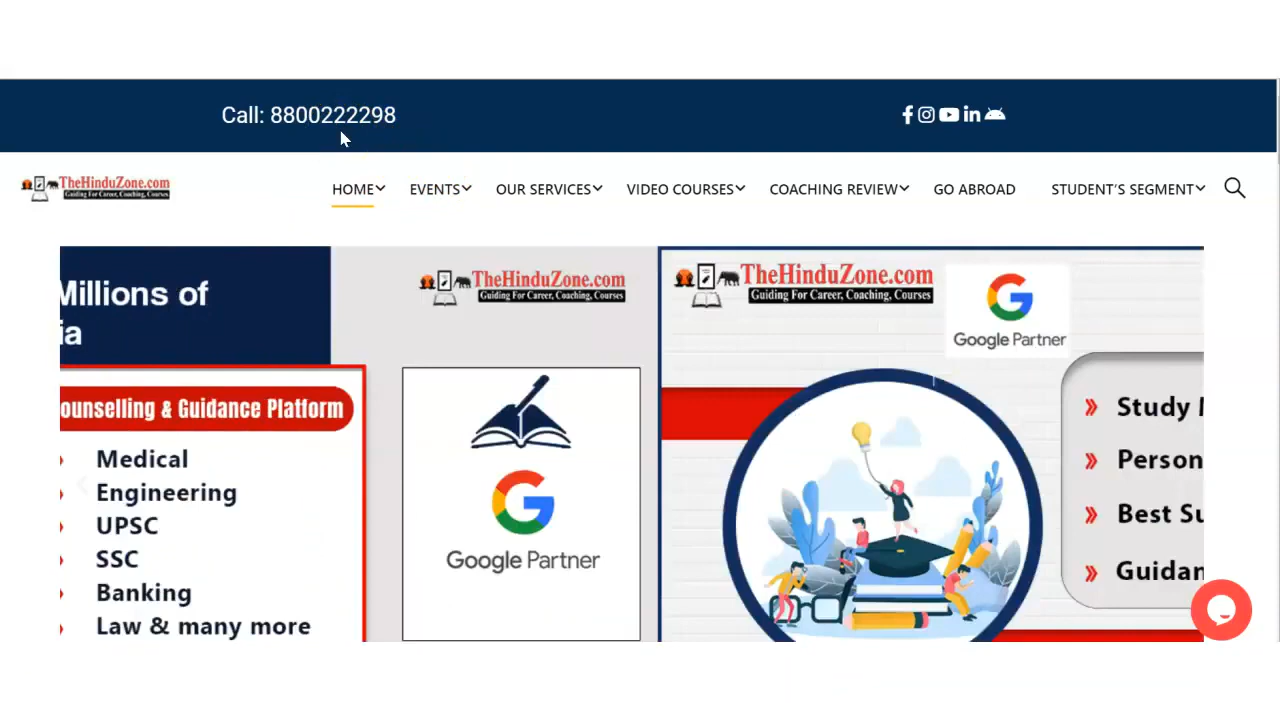 Call: 8800222298
TheHinduZone.com
Guiding For Career, Coaching, Courses
HOME EVENTS OUR SERVICES VIDEO COURSES COACHING REVIEW GO ABROAD STUDENT'S SEGMENT
Millions of
ia
ounselling & Guidance Platform
Medical
Engineering
UPSC
SSC
Banking
Law & many more
TheHinduZone.com
Guiding For Career, Coaching, Courses
Google Partner
TheHinduZone.com
Guiding For Career, Coaching, Courses
Google Partner
Study
Person
Best Su
Guidan